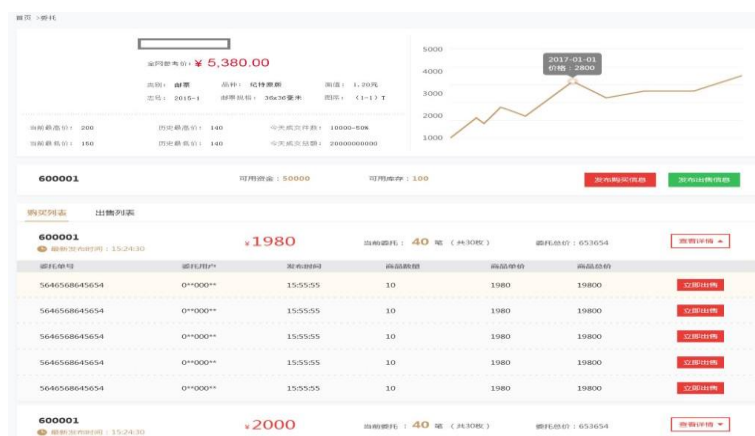 首页 >委托
全网参考价：¥ 5,380.00
类别： 邮票 品种： 纪特票册 面值： 1.20元
志号： 2015-1 邮票规格： 36x36毫米 图序： (1-1) T
当前最高价： 200 历史最高价： 140 今天成交件数： 10000-50%
当前最低价： 150 历史最低价： 140 今天成交总额： 20000000000
5000
4000
3000
2000
1000
2017-01-01
价格：2800
600001 可用资金：50000 可用库存：100 发布购买信息 发布出售信息
购买列表 出售列表
600001 ¥1980 当前委托： 40 笔 (共30枚) 委托总价：653654 查看详情
最新发布时间：15:24:30
委托单号 委托用户 发布时间 商品数量 商品单价 商品总价
5646568645654 0**000** 15:55:55 10 1980 19800 立即出售
5646568645654 0**000** 15:55:55 10 1980 19800 立即出售
5646568645654 0**000** 15:55:55 10 1980 19800 立即出售
5646568645654 0**000** 15:55:55 10 1980 19800 立即出售
5646568645654 0**000** 15:55:55 10 1980 19800 立即出售
600001 ¥2000 当前委托： 40 笔 (共30枚) 委托总价：653654 查看详情
最新发布时间：15:24:30